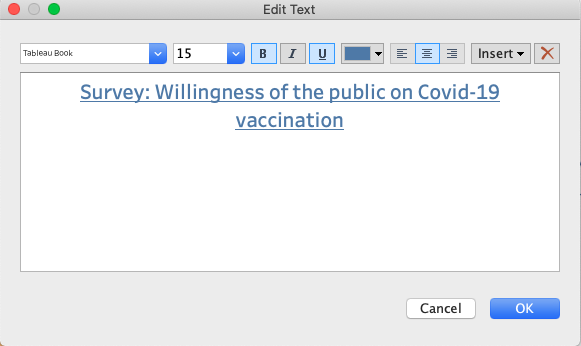 Edit Text
Tableau Book 15 B I U Insert
Survey: Willingness of the public on Covid-19
vaccination
Cancel OK